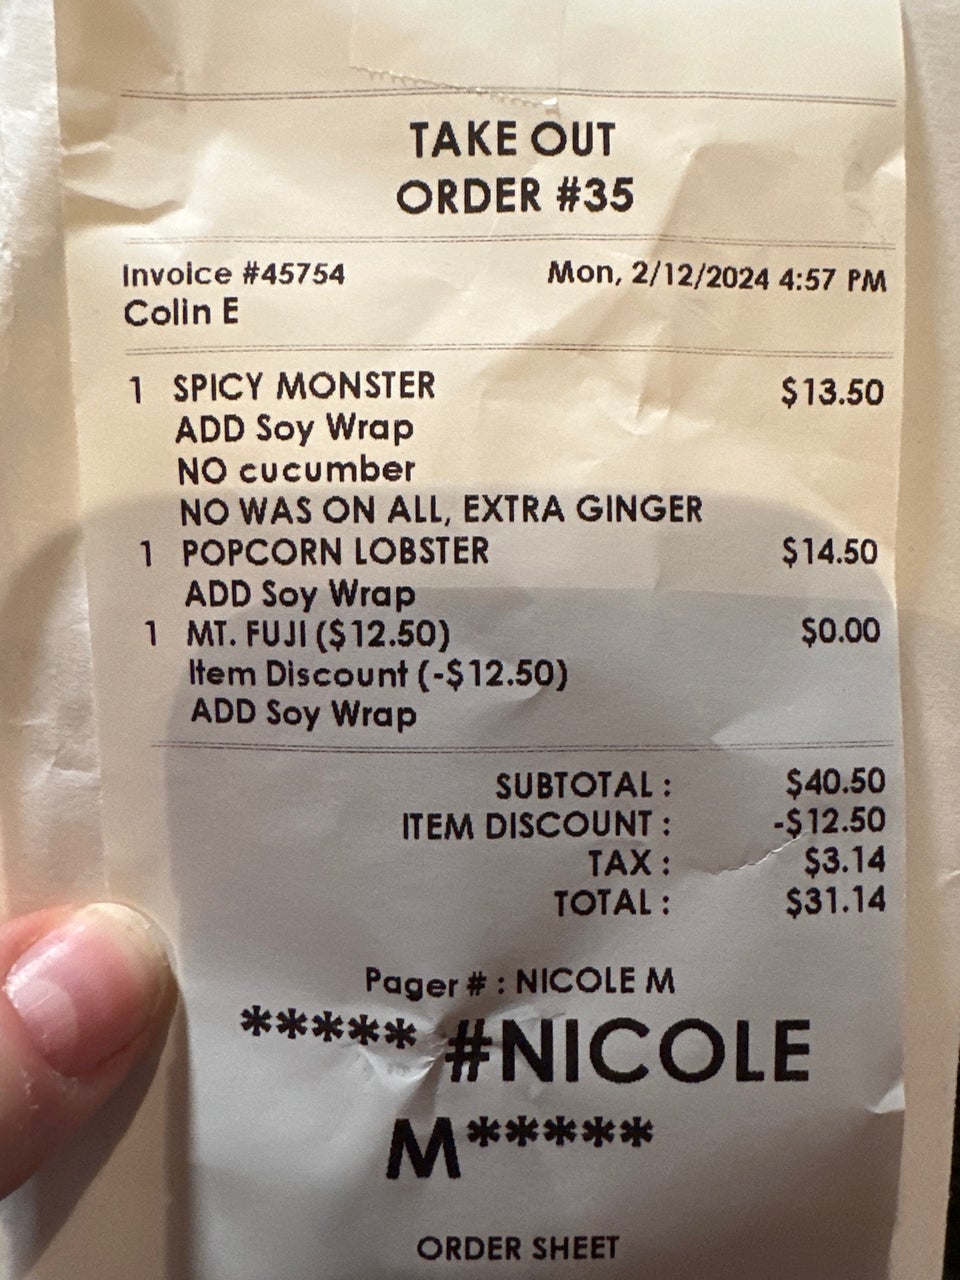 TAKE OUT
ORDER #35
Invoice #45754 Mon, 2/12/2024 4:57 PM
Colin E
1 SPICY MONSTER $13.50
ADD Soy Wrap
NO cucumber
NO WAS ON ALL, EXTRA GINGER
1 POPCORN LOBSTER $14.50
ADD Soy Wrap
1 MT. FUJI ($12.50) $0.00
Item Discount (-$12.50)
ADD Soy Wrap
SUBTOTAL : $40.50
ITEM DISCOUNT : -$12.50
TAX : $3.14
TOTAL : $31.14
Pager # : NICOLE M
***** #NICOLE
M*****
ORDER SHEET